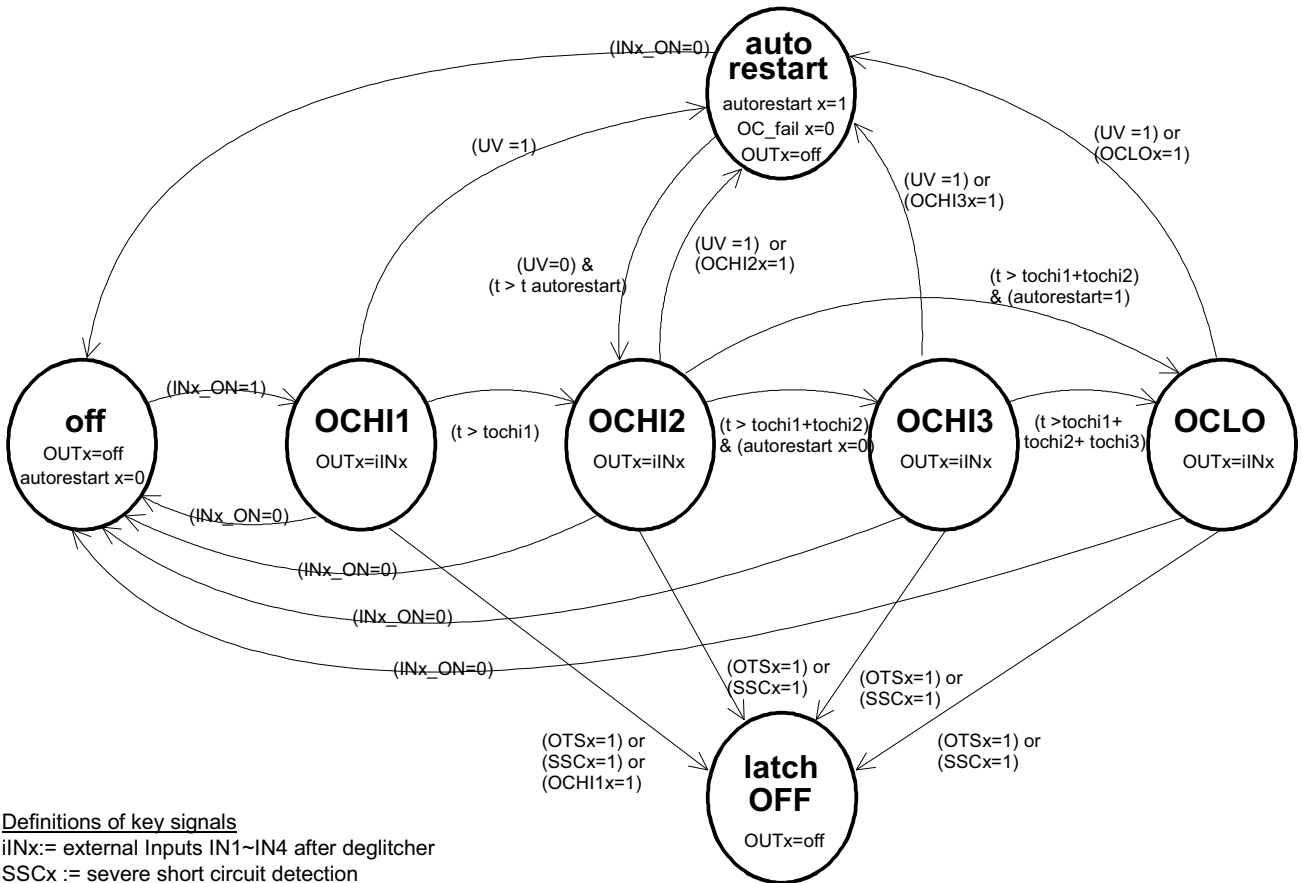 auto
restart
autorestart x=1
OC_fail x=0
OUTx=off
(INx_ON=0)
(UV =1)
(UV =1) or
(OCLOx=1)
(UV =1) or
(OCHI3x=1)
(UV =1) or
(OCHI2x=1)
(UV=0) &
(t > t autorestart)
(t > tochi1+tochi2)
& (autorestart=1)
off
OUTx=off
autorestart x=0
(INx_ON=1)
OCHI1
OUTx=iINx
(t > tochi1)
OCHI2
OUTx=iINx
(t > tochi1+tochi2)
& (autorestart x=0)
OCHI3
OUTx=iINx
(t >tochi1+
tochi2+ tochi3)
OCLO
OUTx=iINx
(INx_ON=0)
(INx_ON=0)
(INx_ON=0)
(INx_ON=0)
(OTSx=1) or
(SSCx=1) or
(OCHI1x=1)
(OTSx=1) or
(SSCx=1)
(OTSx=1) or
(SSCx=1)
(OTSx=1) or
(SSCx=1)
latch
OFF
OUTx=off
Definitions of key signals
iINx:= external Inputs IN1~IN4 after deglitcher
SSCx := severe short circuit detection